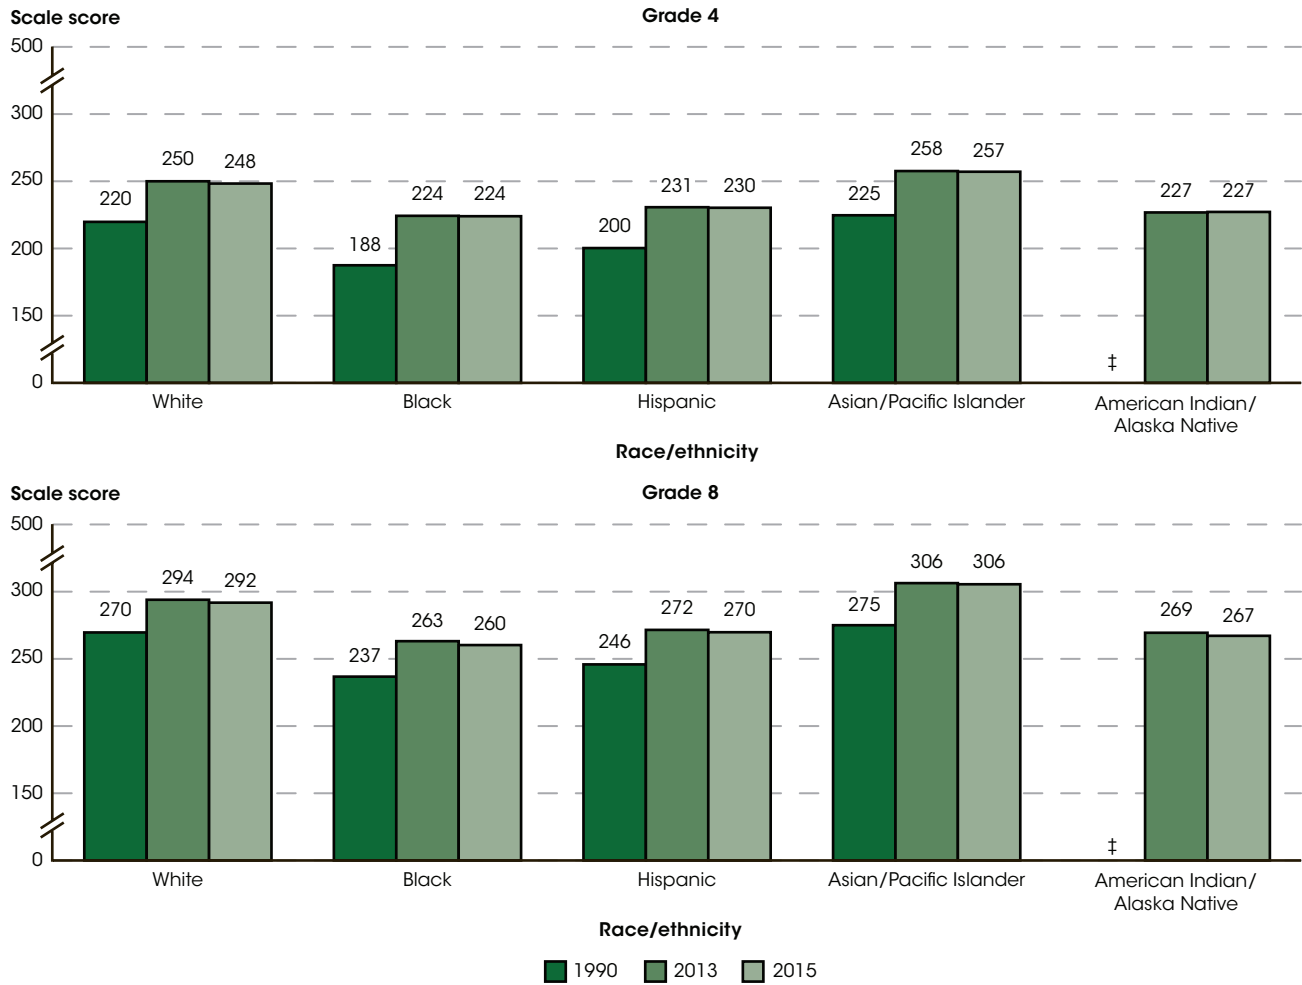 Scale score
Grade 4
500
300
250
200
150
0
220 250 248
188 224 224
200 231 230
225 258 257
‡ 227 227
White Black Hispanic Asian/Pacific Islander American Indian/
Alaska Native
Race/ethnicity
Scale score
Grade 8
500
300
250
200
150
0
270 294 292
237 263 260
246 272 270
275 306 306
‡ 269 267
White Black Hispanic Asian/Pacific Islander American Indian/
Alaska Native
Race/ethnicity
1990 2013 2015